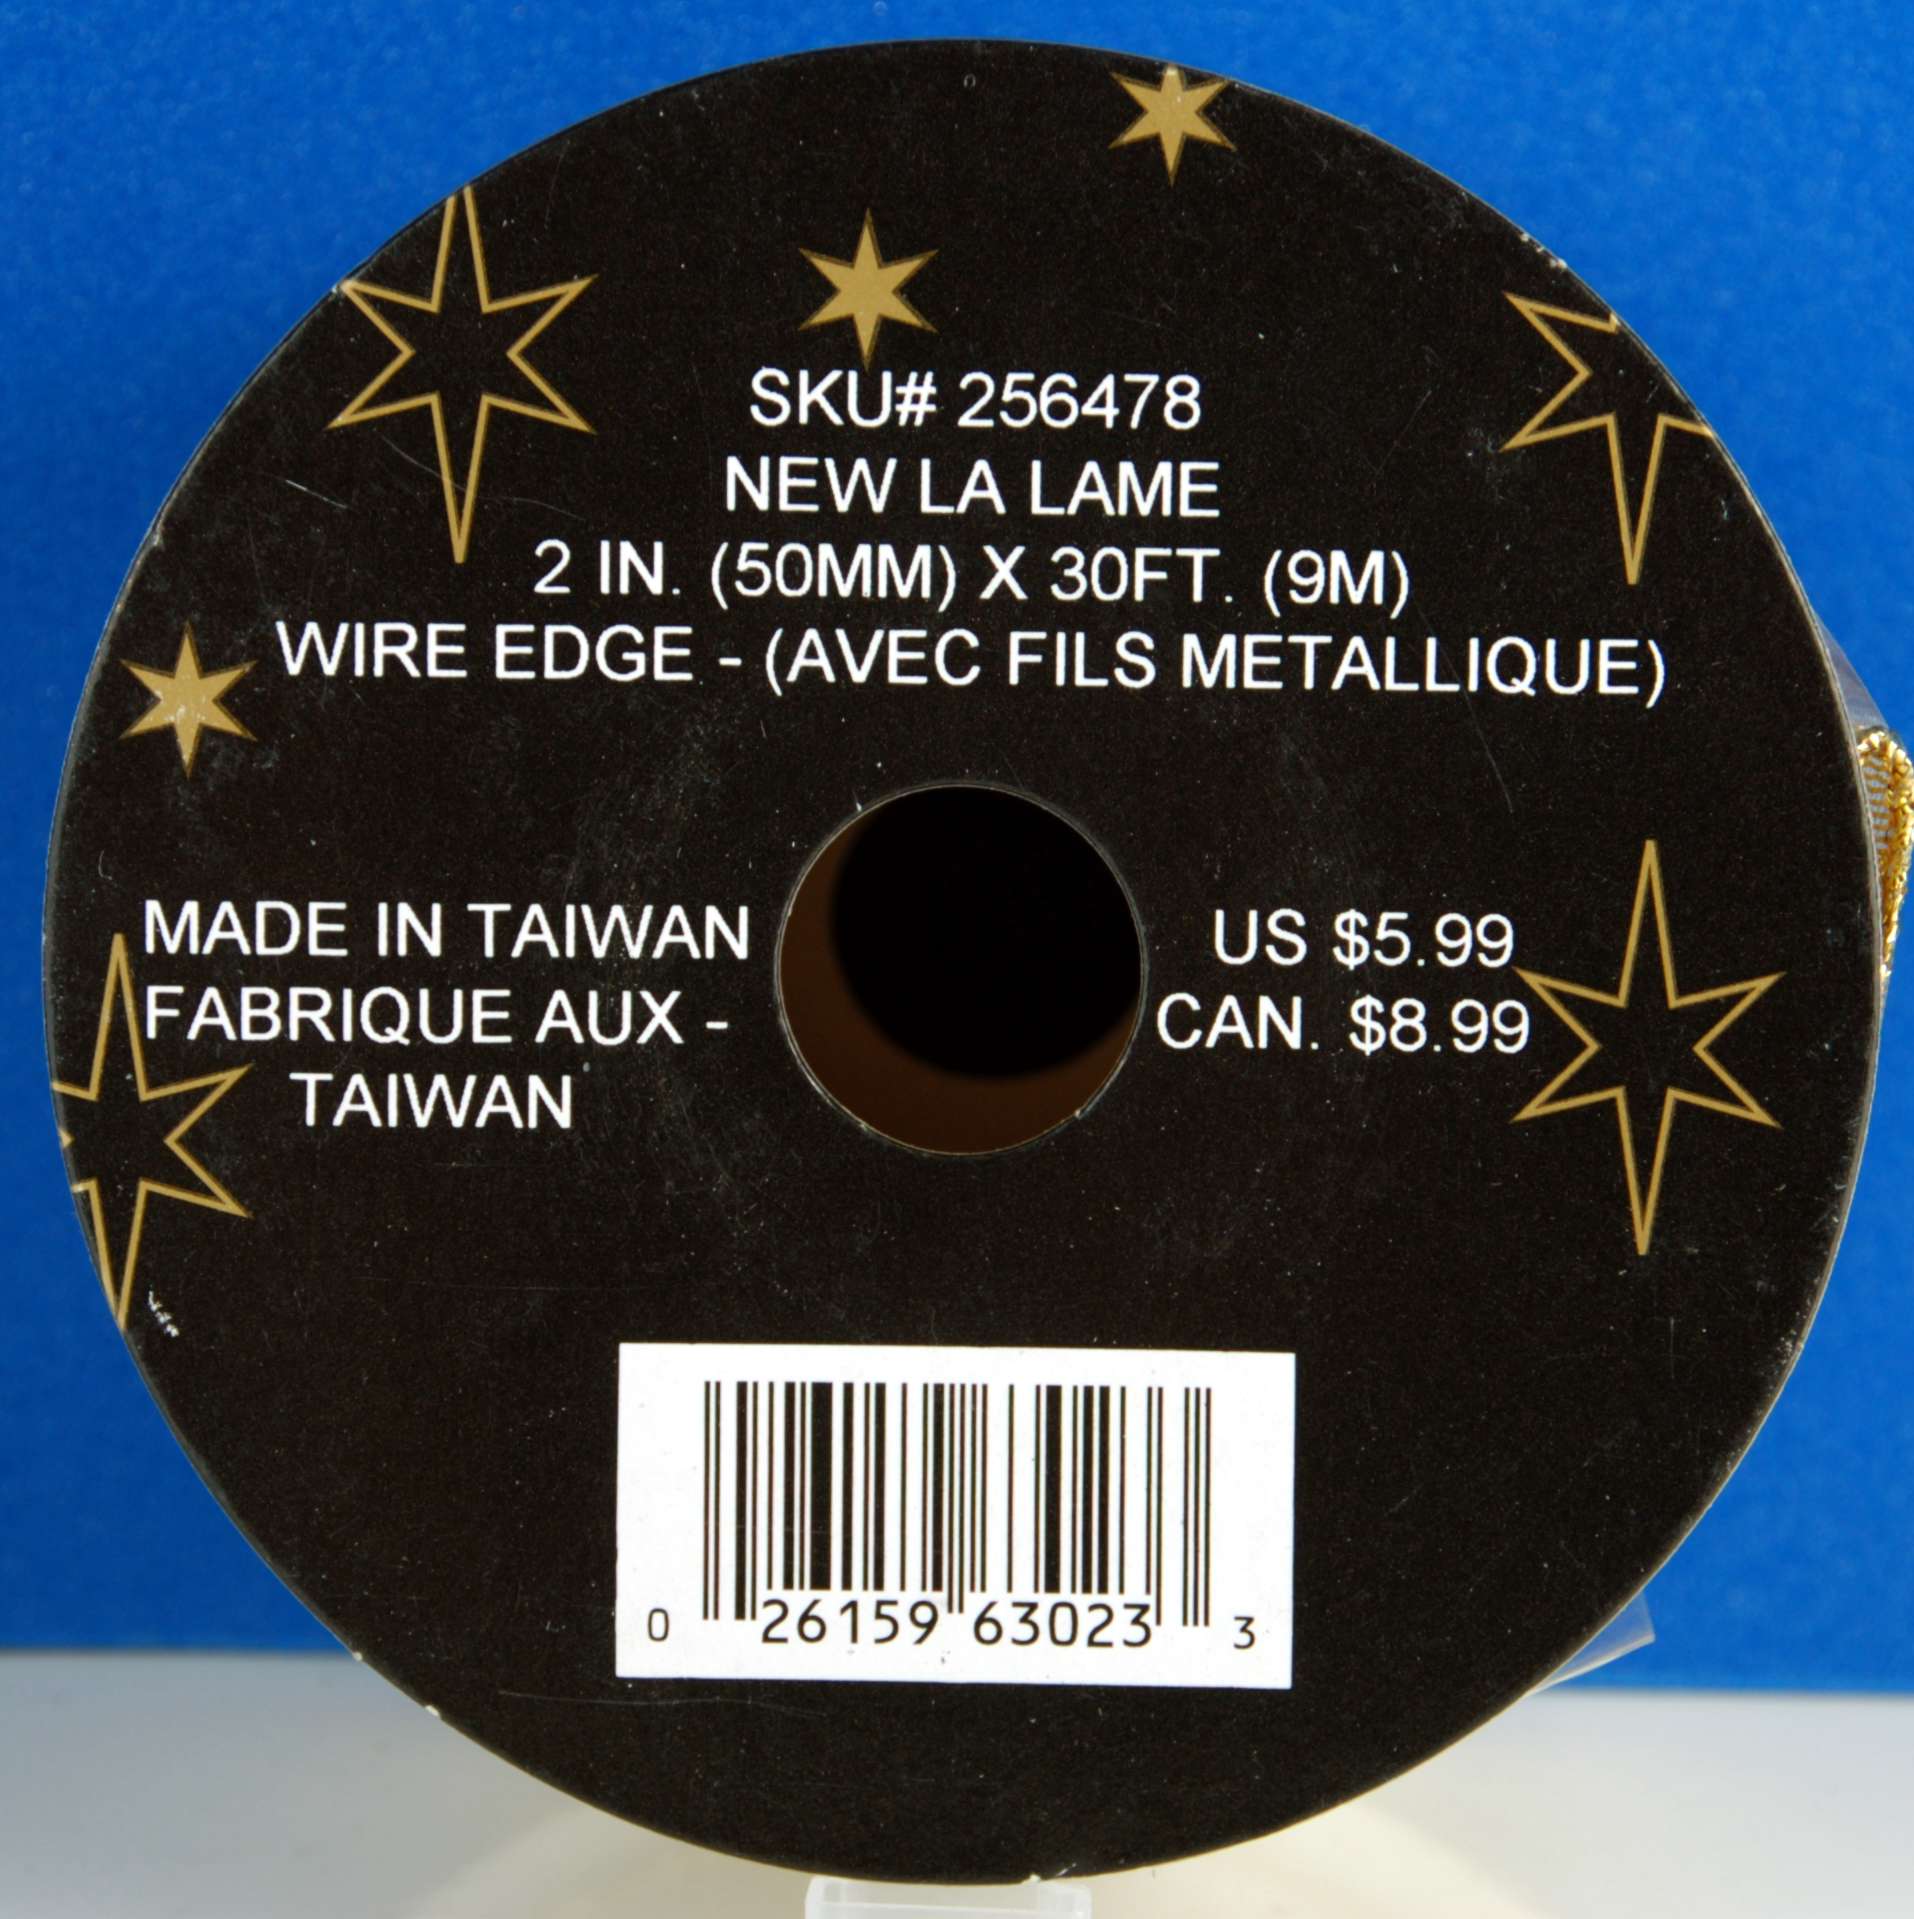 SKU# 256478
NEW LA LAME
2 IN. (50MM) X 30FT. (9M)
WIRE EDGE - (AVEC FILS METALLIQUE)
MADE IN TAIWAN
FABRIQUE AUX -
TAIWAN
US $5.99
CAN. $8.99
0 26159 63023 3